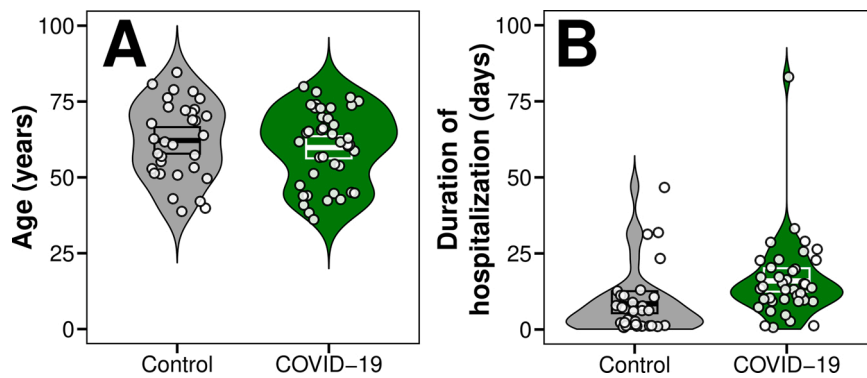 A
Age (years)
100
75
50
25
0
Control
COVID−19
B
Duration of
hospitalization (days)
100
75
50
25
0
Control
COVID−19